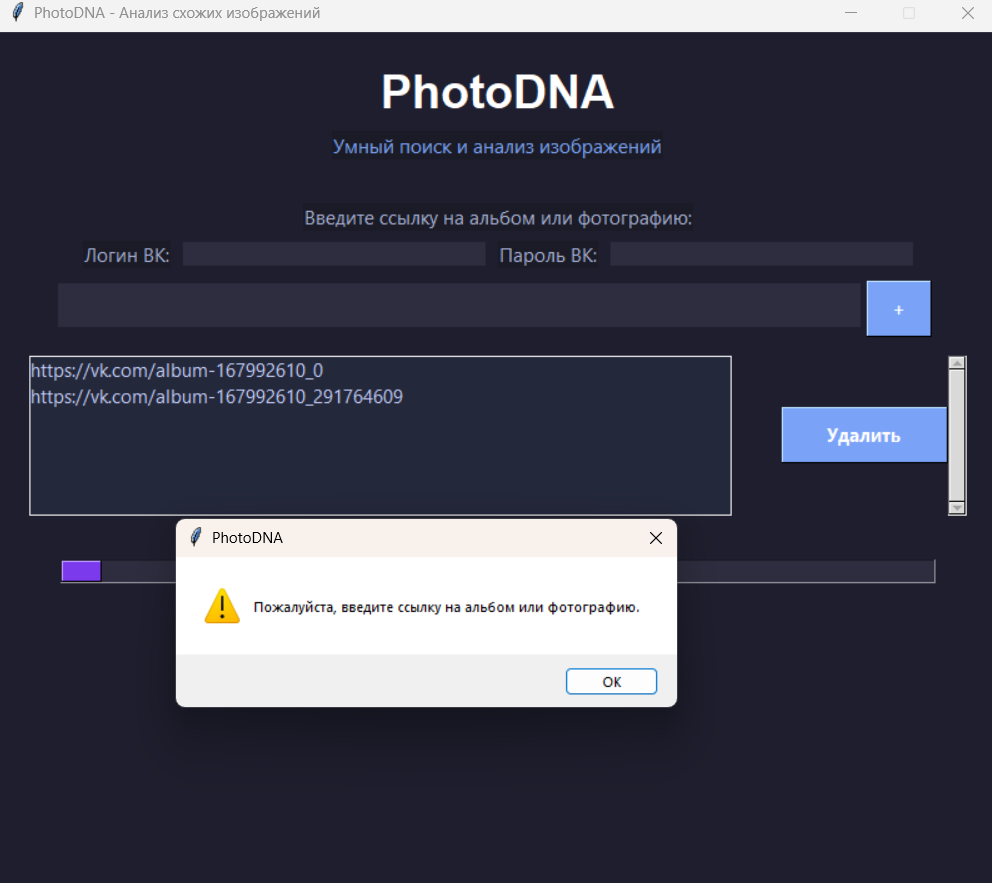 PhotoDNA - Анализ схожих изображений
PhotoDNA
Умный поиск и анализ изображений
Введите ссылку на альбом или фотографию:
Логин ВК: Пароль ВК:
+
https://vk.com/album-167992610_0
https://vk.com/album-167992610_291764609
Удалить
PhotoDNA
Пожалуйста, введите ссылку на альбом или фотографию.
ОК